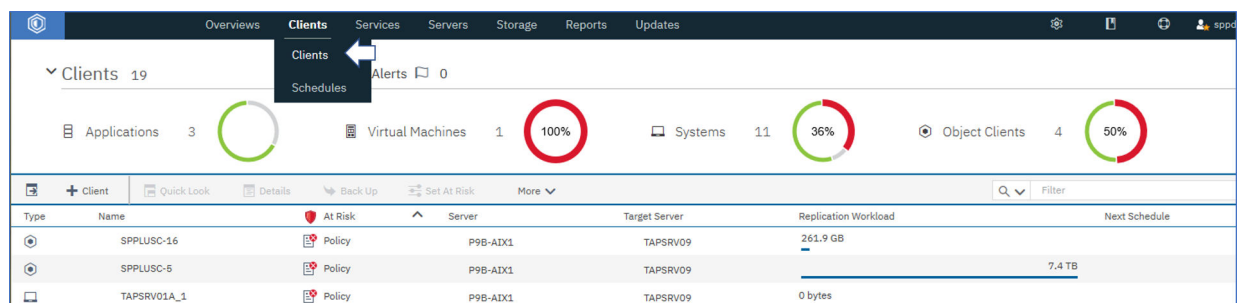 Overviews Clients Services Servers Storage Reports Updates sppd
Clients
Schedules
Clients 19 Alerts 0
Applications 3 Virtual Machines 1 100% Systems 11 36% Object Clients 4 50%
+ Client Quick Look Details Back Up Set At Risk More Filter
Type Name At Risk Server Target Server Replication Workload Next Schedule
SPPLUSC-16 Policy P9B-AIX1 TAPSRV09 261.9 GB
SPPLUSC-5 Policy P9B-AIX1 TAPSRV09 7.4 TB
TAPSRV01A_1 Policy P9B-AIX1 TAPSRV09 0 bytes